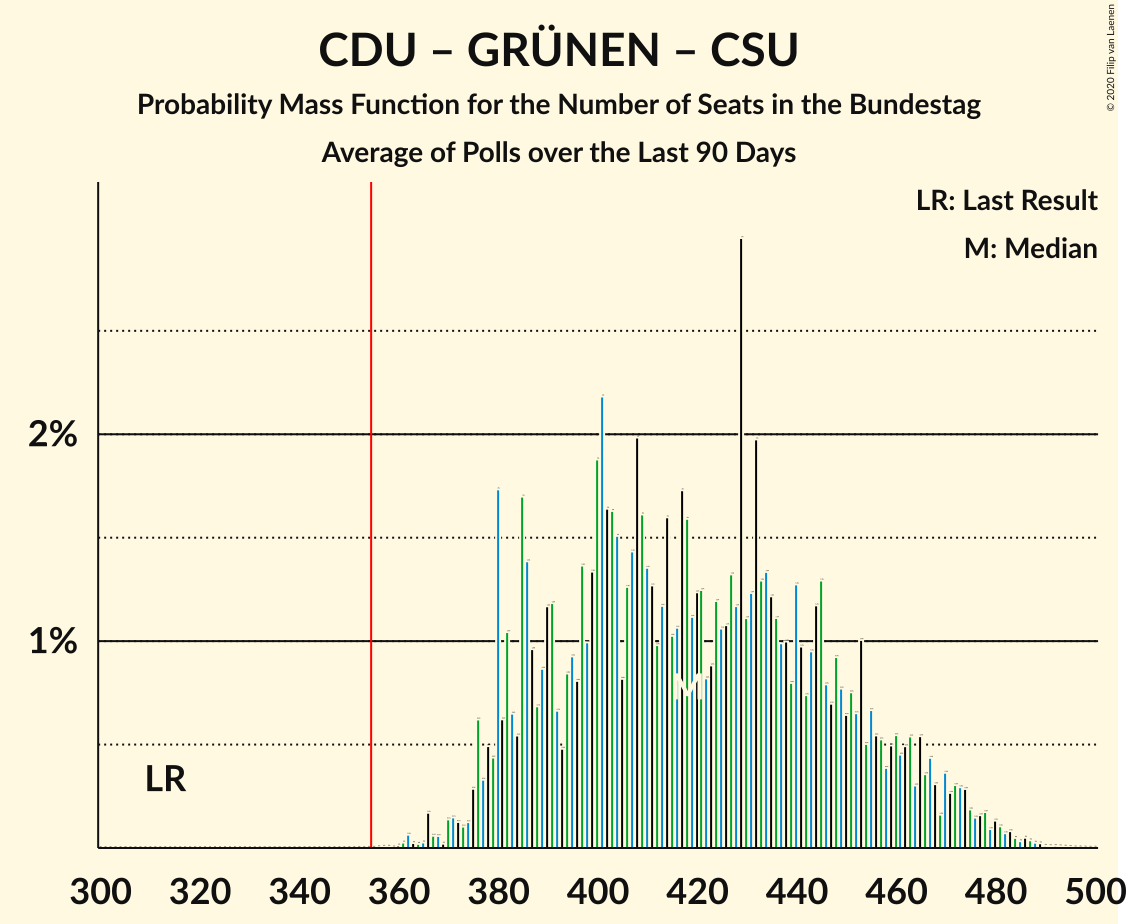 CDU – GRÜNEN – CSU
Probability Mass Function for the Number of Seats in the Bundestag
Average of Polls over the Last 90 Days
© 2020 Filip van Laenen
LR: Last Result
M: Median
2%
1%
M
LR
300 320 340 360 380 400 420 440 460 480 500